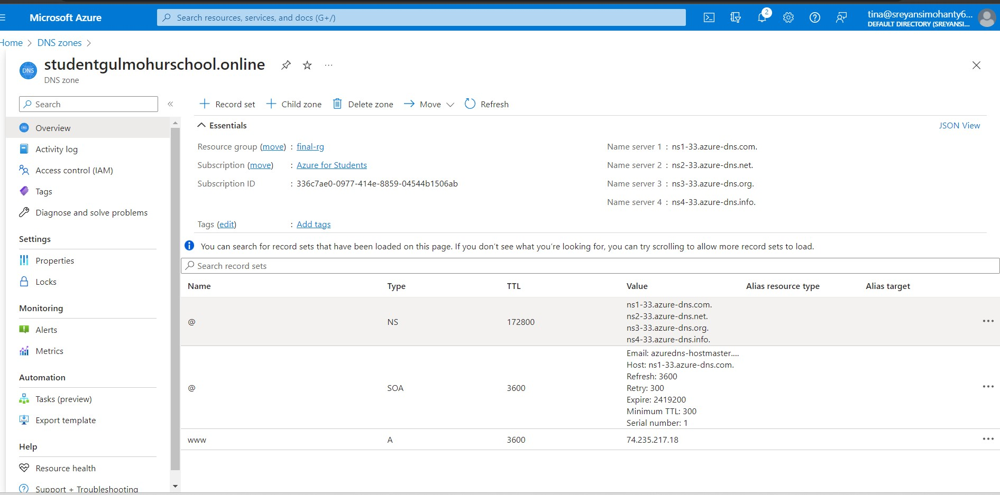 Microsoft Azure
Search resources, services, and docs (G+/)
2
tina@sreyansimohanty6...
DEFAULT DIRECTORY (SREYANSI...
Home > DNS zones >
DNS
studentgulmohurschool.online
...
DNS zone
Search
«
Record set
Child zone
Delete zone
Move
Refresh
Essentials
JSON View
Resource group (move) : final-rg
Name server 1 : ns1-33.azure-dns.com.
Subscription (move) : Azure for Students
Name server 2 : ns2-33.azure-dns.net.
Subscription ID : 336c7ae0-0977-414e-8859-04544b1506ab
Name server 3 : ns3-33.azure-dns.org.
Name server 4 : ns4-33.azure-dns.info.
Tags (edit) : Add tags
You can search for record sets that have been loaded on this page. If you don't see what you're looking for, you can try scrolling to allow more record sets to load.
Search record sets
Name Type TTL Value Alias resource type Alias target
@ NS 172800
ns1-33.azure-dns.com.
ns2-33.azure-dns.net.
ns3-33.azure-dns.org.
ns4-33.azure-dns.info.
@ SOA 3600
Email: azuredns-hostmaster....
Host: ns1-33.azure-dns.com.
Refresh: 3600
Retry: 300
Expire: 2419200
Minimum TTL: 300
Serial number: 1
www A 3600 74.235.217.18
Overview
Activity log
Access control (IAM)
Tags
Diagnose and solve problems
Settings
Properties
Locks
Monitoring
Alerts
Metrics
Automation
Tasks (preview)
Export template
Help
Resource health
Support + Troubleshooting